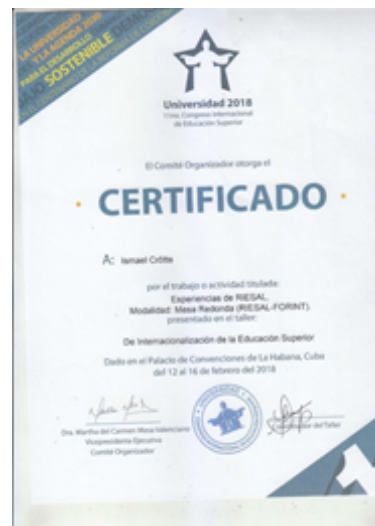 LA UNIVERSIDAD
Y LA AGENDA 2030
PARA EL DESARROLLO
SOSTENIBLE
Universidad 2018
11no. Congreso Internacional
de Educación Superior
El Comité Organizador otorga el
CERTIFICADO
A: Ismael Crôtte
por el trabajo o actividad titulada:
Experiencias de RIESAL.
Modalidad: Mesa Redonda (RIESAL-FORINT).
presentado en el taller:
De Internacionalización de la Educación Superior
Dado en el Palacio de Convenciones de La Habana, Cuba
del 12 al 16 de febrero del 2018
Dra. Martha del Carmen Mesa Valenciano
Vicepresidenta Ejecutiva
Comité Organizador
del Taller